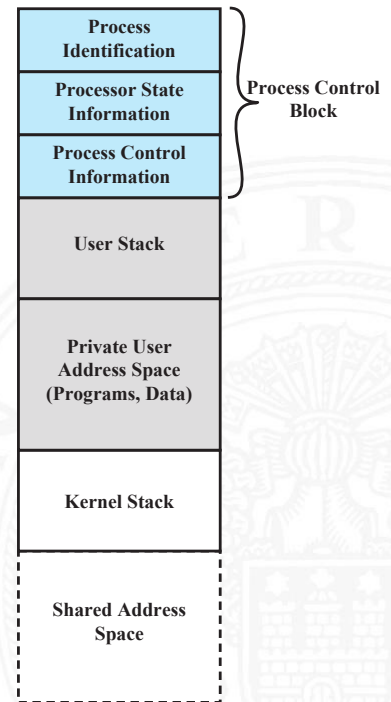 Process
Identification
Processor State
Information
Process Control
Information
Process Control
Block
User Stack
Private User
Address Space
(Programs, Data)
Kernel Stack
Shared Address
Space
E R